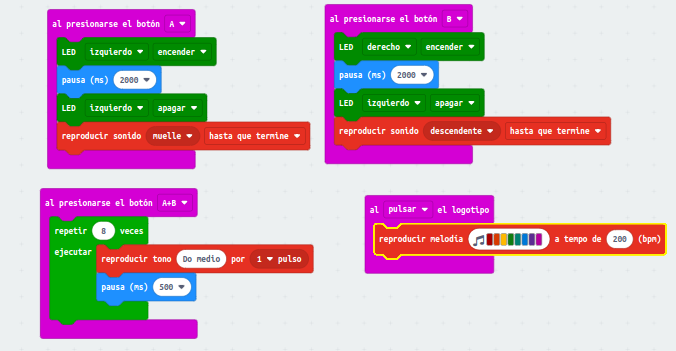 al presionarse el botón A
LED izquierdo encender
pausa (ms) 2000
LED izquierdo apagar
reproducir sonido muelle hasta que termine
al presionarse el botón B
LED derecho encender
pausa (ms) 2000
LED izquierdo apagar
reproducir sonido descendente hasta que termine
al presionarse el botón A+B
repetir 8 veces
ejecutar
reproducir tono Do Medio por 1 pulso
pausa (ms) 500
al pulsar el logotipo
reproducir melodía a tempo de 200 (bpm)